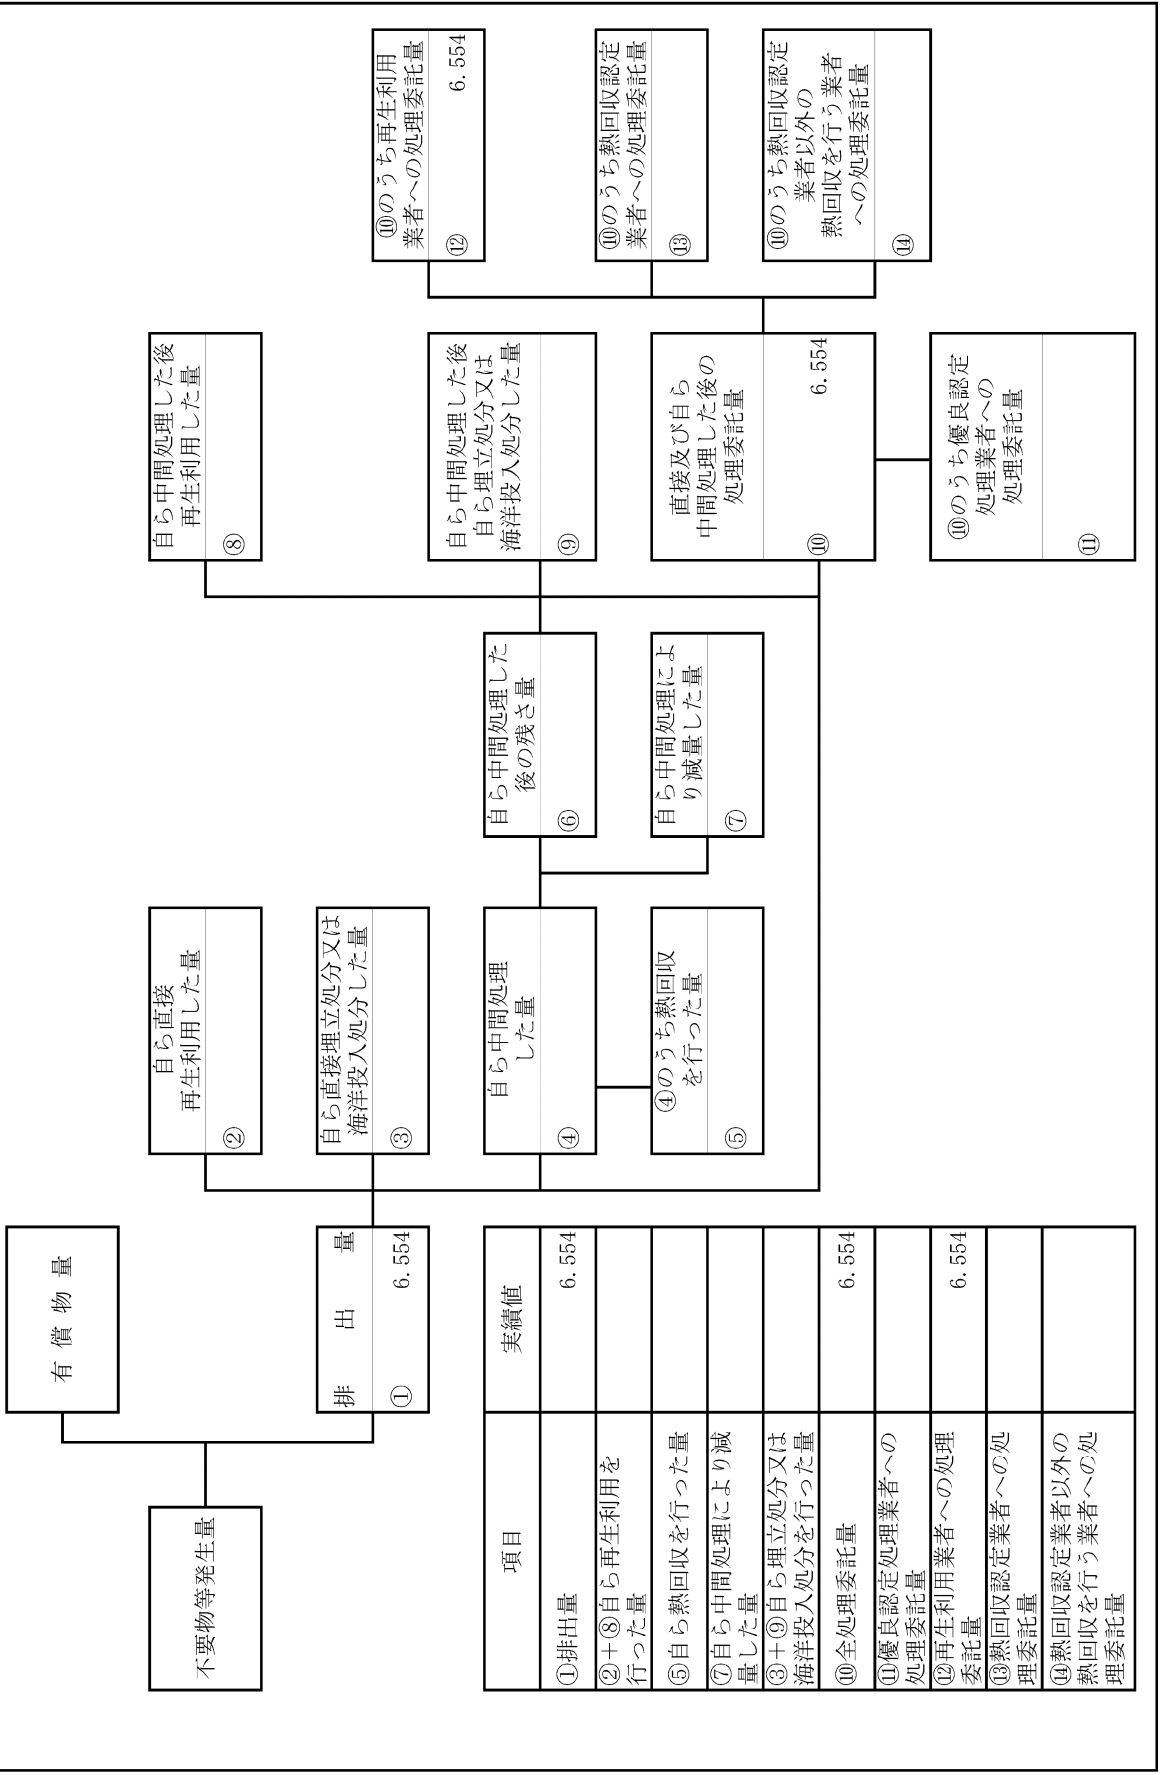 不要物等発生量
有償物量
排出量
① 6.554
自ら直接
再生利用した量
②
自ら直接埋立処分又は
海洋投入処分した量
③
自ら中間処理
した量
④
④のうち熱回収
を行った量
⑤
自ら中間処理した
後の残さ量
⑥
自ら中間処理によ
り減量した量
⑦
自ら中間処理した後
再生利用した量
⑧
自ら中間処理した後
自ら埋立処分又は
海洋投入処分した量
⑨
直接及び自ら
中間処理した後の
処理委託量
⑩ 6.554
⑩のうち優良認定
処理業者への
処理委託量
⑪
⑩のうち再生利用
業者への処理委託量
⑫ 6.554
⑩のうち熱回収認定
業者への処理委託量
⑬
⑩のうち熱回収認定
業者以外の
熱回収を行う業者
への処理委託量
⑭
項目 実績値
①排出量 6.554
②+⑧自ら再生利用を
行った量
⑤自ら熱回収を行った量
⑦自ら中間処理により減
量した量
③+⑨自ら埋立処分又は
海洋投入処分を行った量
⑩全処理委託量 6.554
⑪優良認定処理業者への
処理委託量
⑫再生利用業者への処理
委託量 6.554
⑬熱回収認定業者への処
理委託量
⑭熱回収認定業者以外の
熱回収を行う業者への処
理委託量